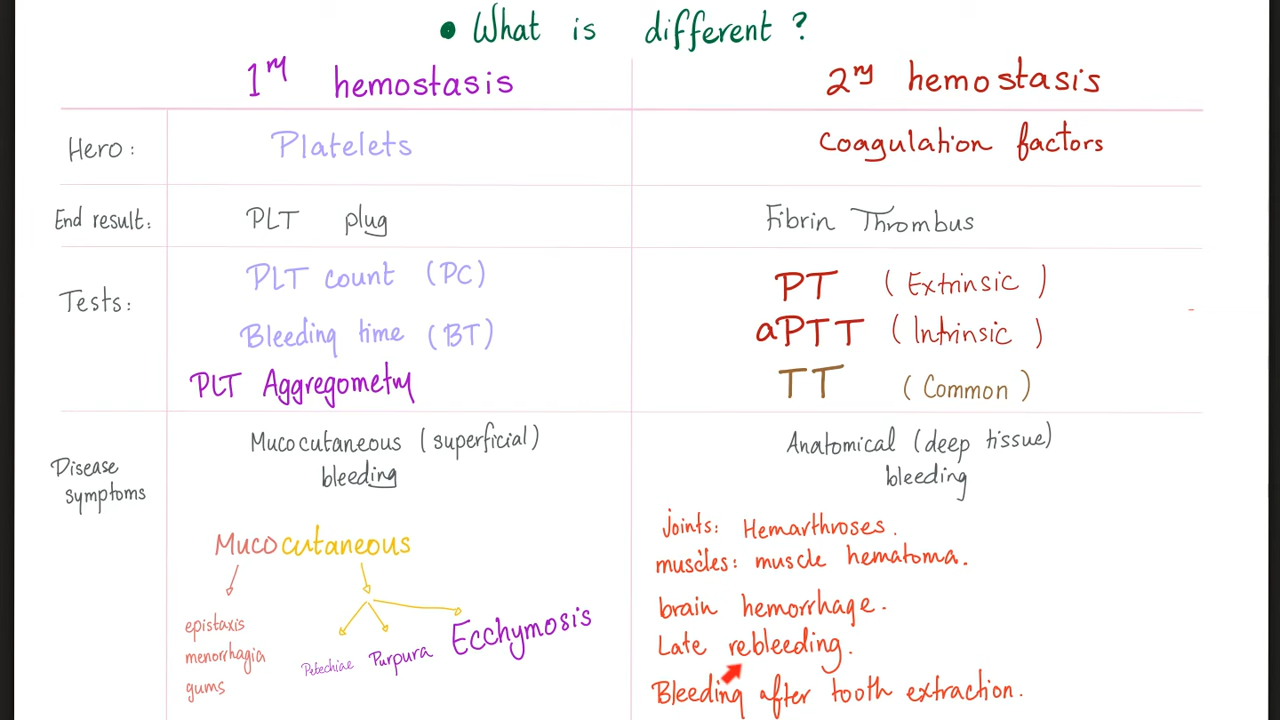 • What is different?
1ry hemostasis
2ry hemostasis
Hero:
Platelets
Coagulation factors
End result:
PLT plug
Fibrin Thrombus
Tests:
PLT count (PC)
Bleeding time (BT)
PLT Aggregometry
PT (Extrinsic)
aPTT (Intrinsic)
TT (Common)
Disease
symptoms
Mucocutaneous (superficial)
bleeding
Mucocutaneous
epistaxis
menorrhagia
gums
Petechiae
Purpura
Ecchymosis
Anatomical (deep tissue)
bleeding
joints: Hemarthroses.
muscles: muscle hematoma.
brain hemorrhage.
Late rebleeding.
Bleeding after tooth extraction.